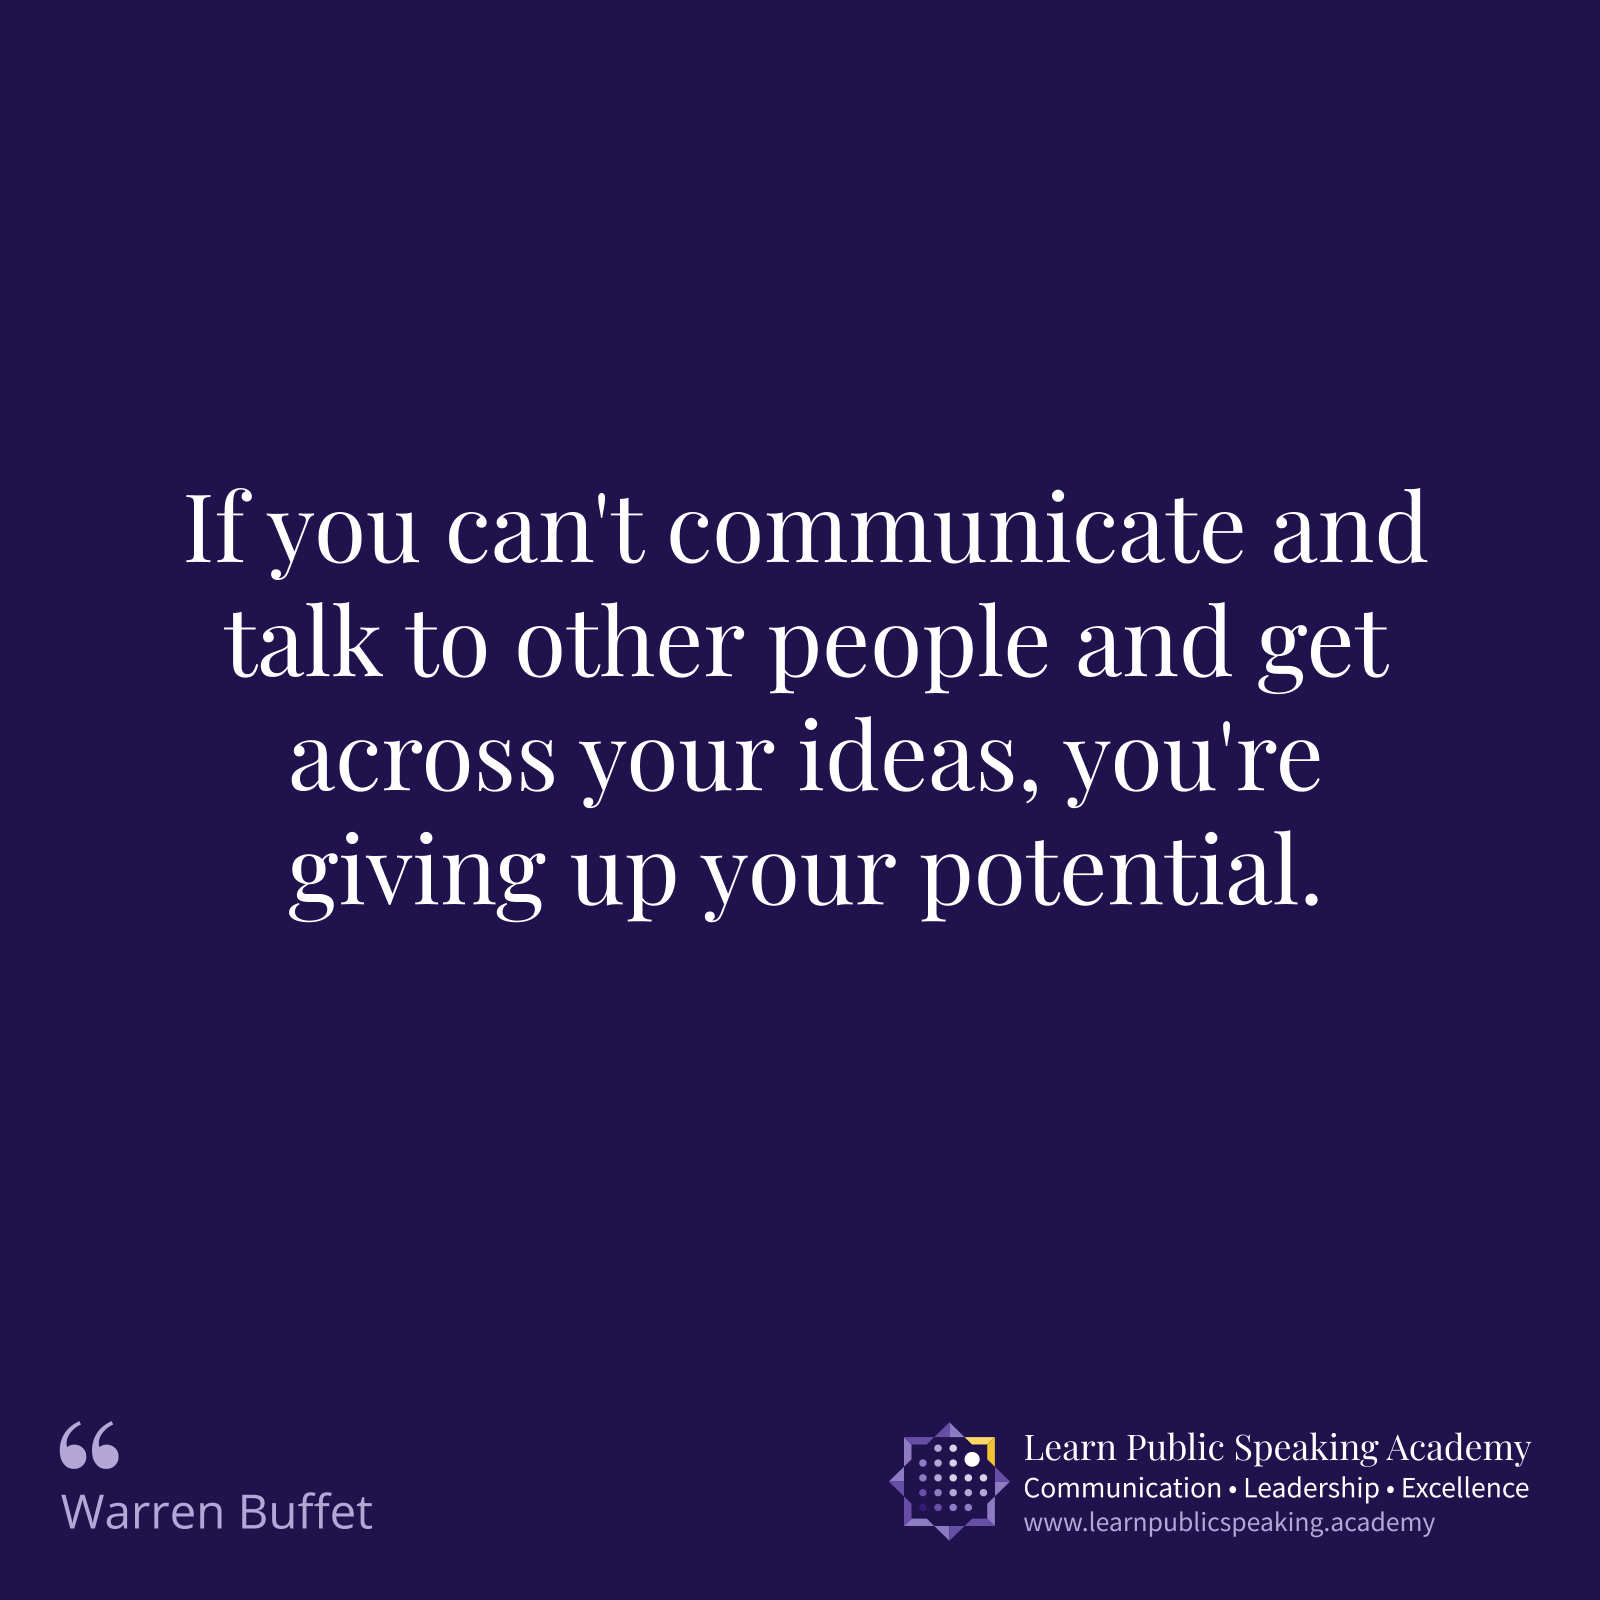 If you can't communicate and
talk to other people and get
across your ideas, you're
giving up your potential.
Warren Buffet
Learn Public Speaking Academy
Communication • Leadership • Excellence
www.learnpublicspeaking.academy